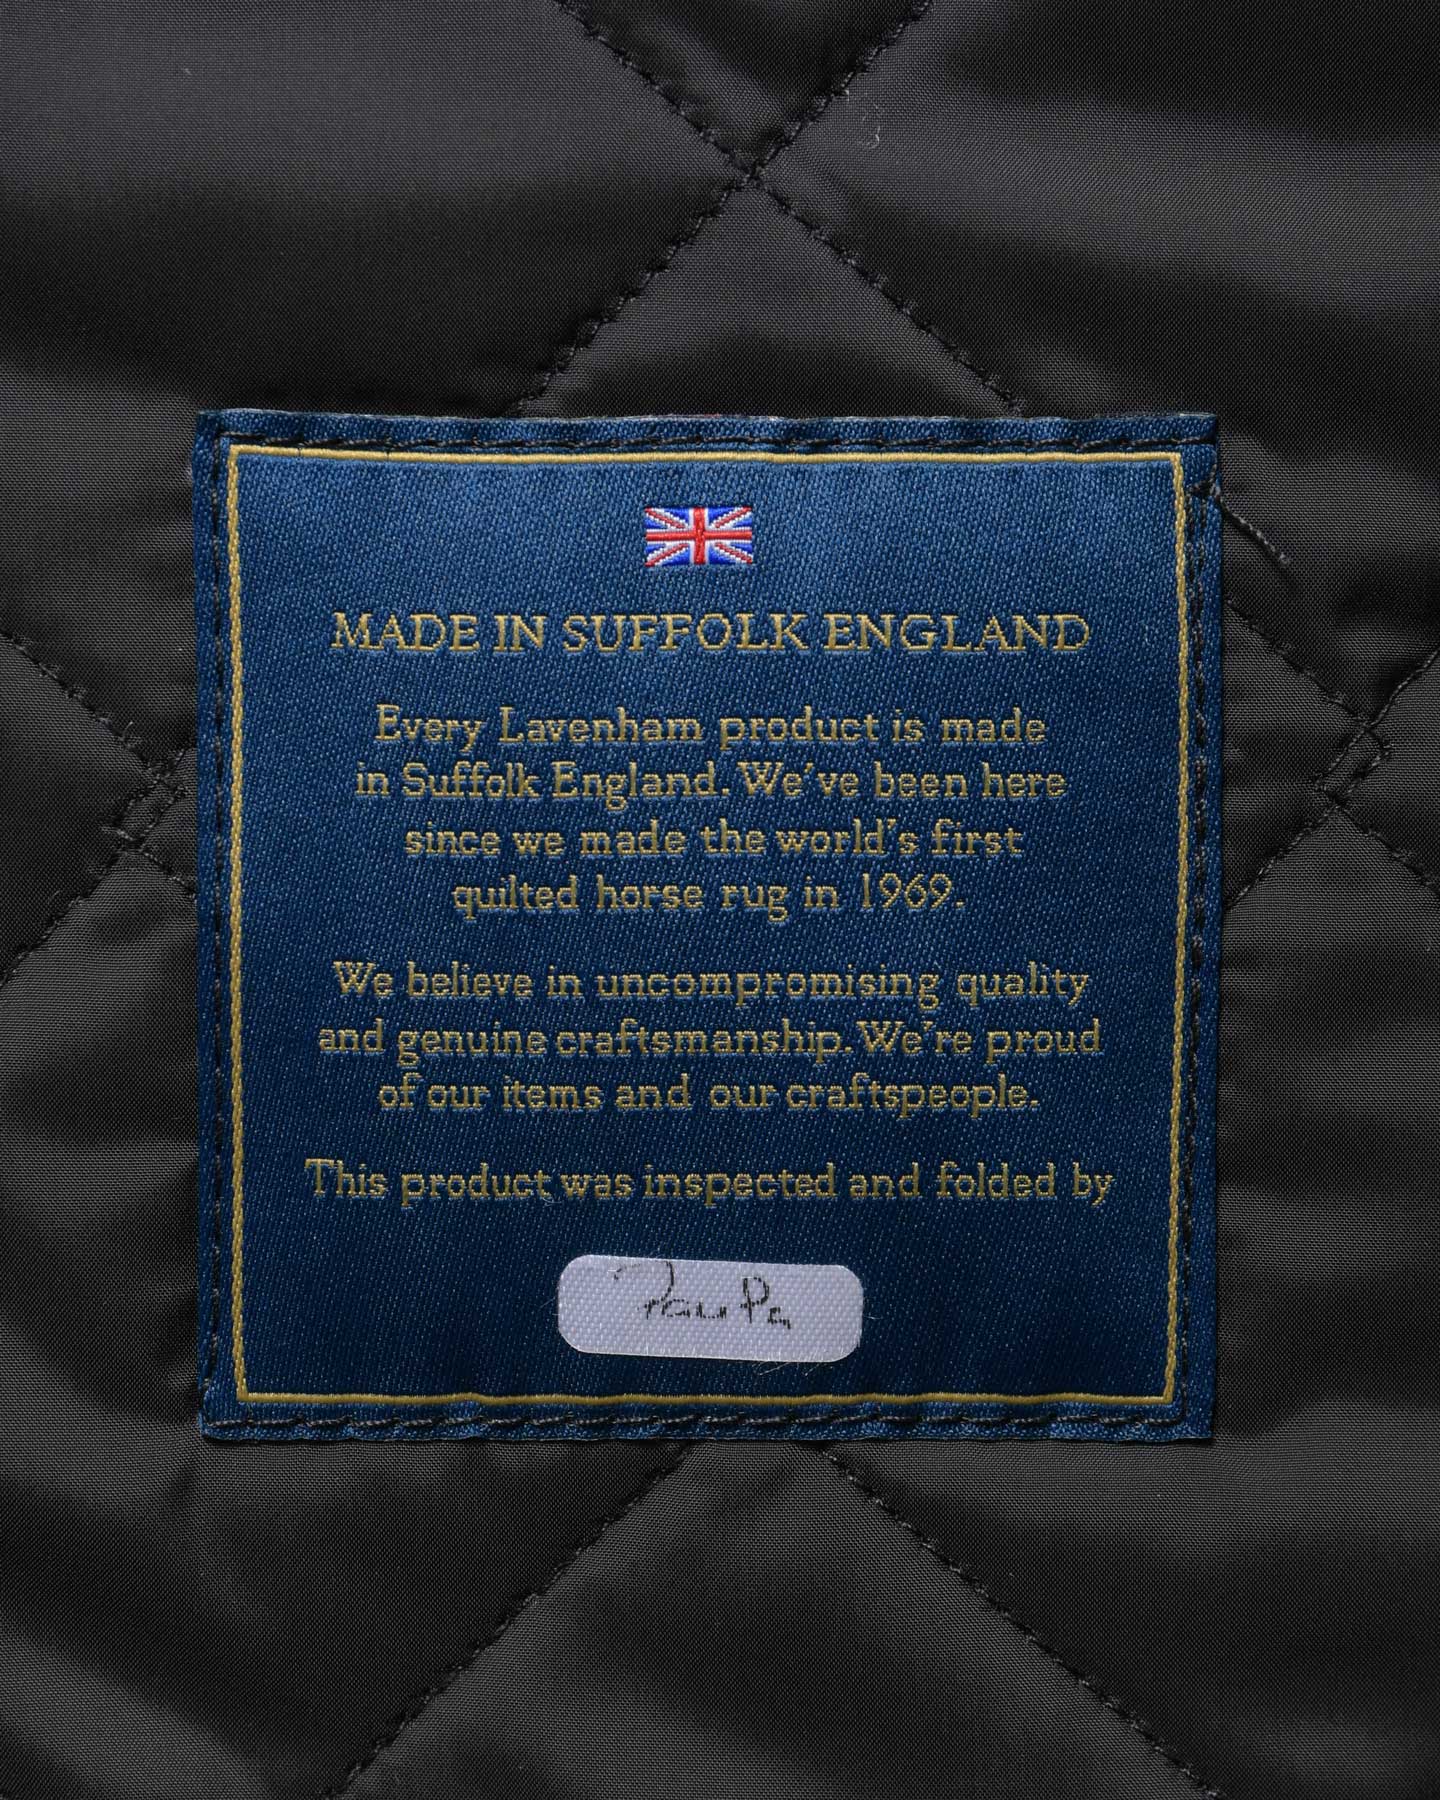 MADE IN SUFFOLK ENGLAND
Every Lavenham product is made
in Suffolk England. We've been here
since we made the world's first
quilted horse rug in 1969.
We believe in uncompromising quality
and genuine craftsmanship. We're proud
of our items and our craftspeople.
This product was inspected and folded by